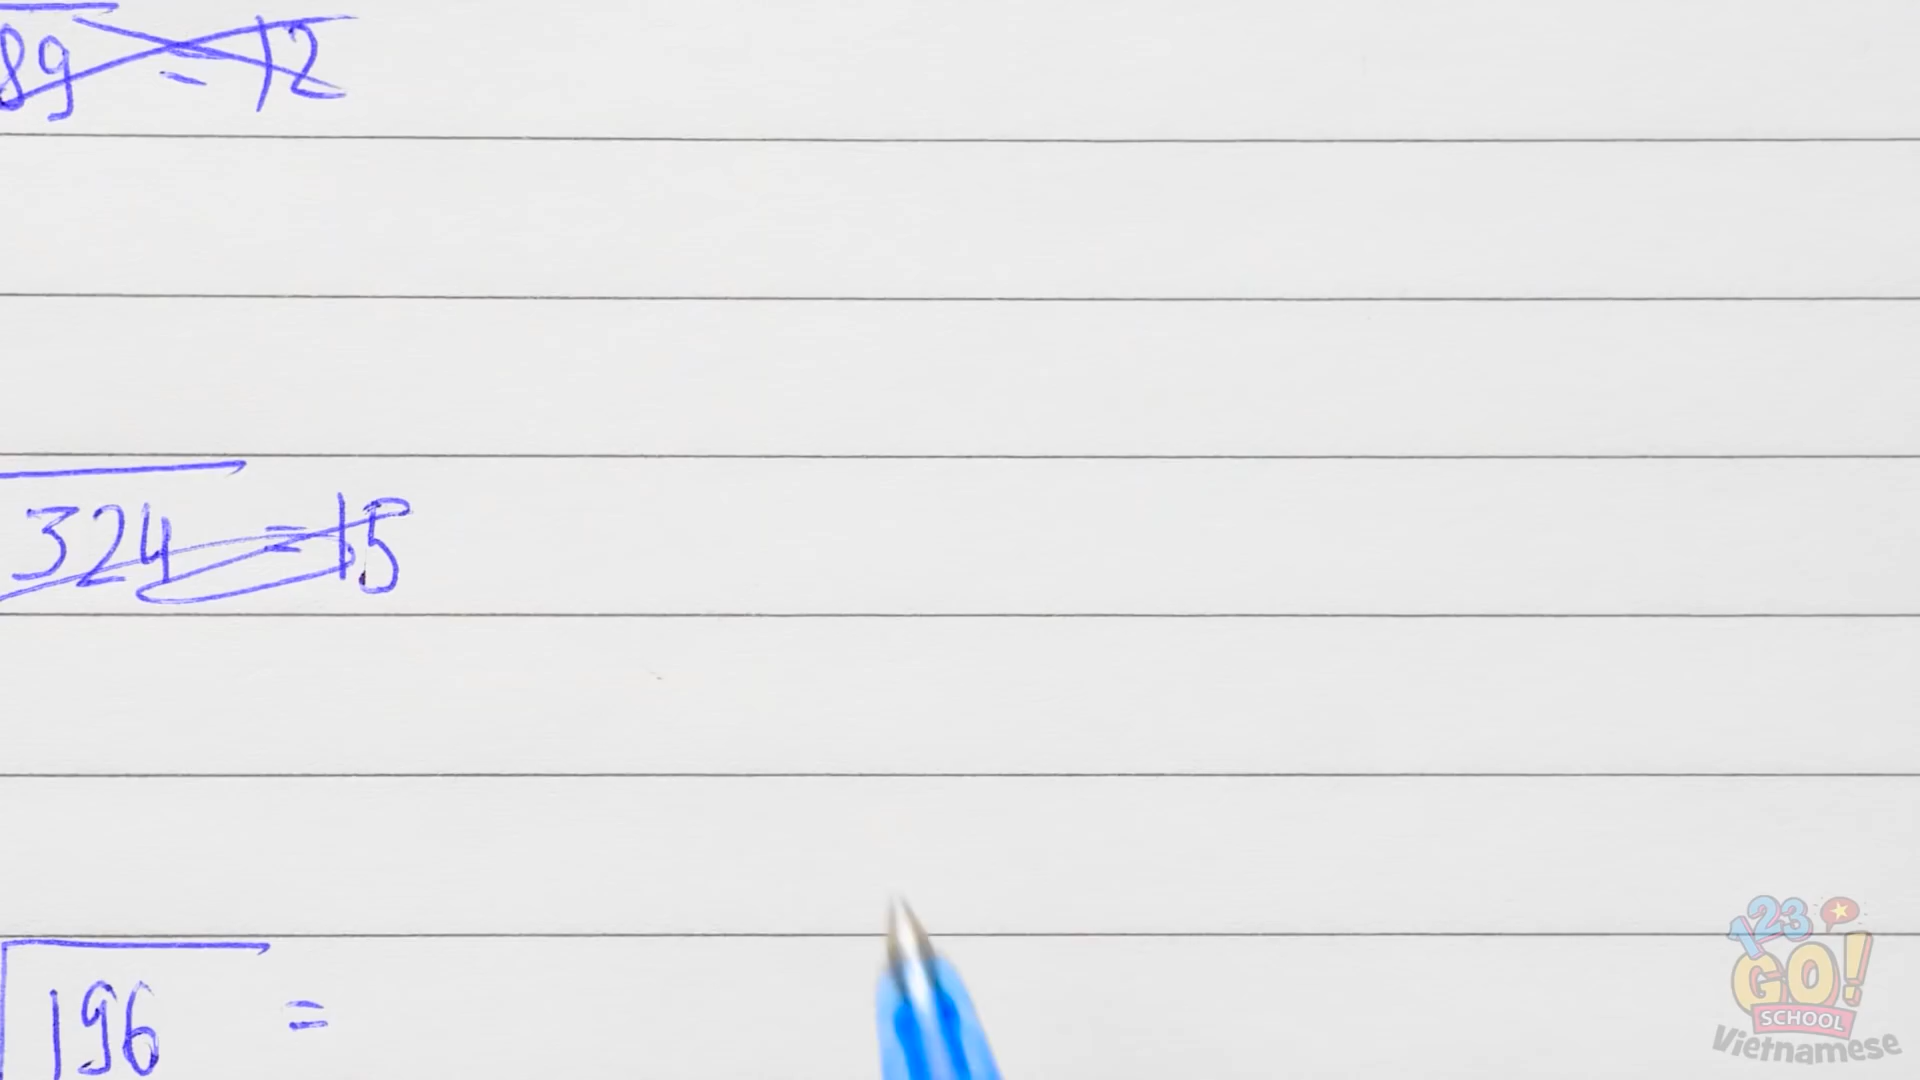 89 = 12
324 = 15
√196 =
123 GO!
SCHOOL
Vietnamese